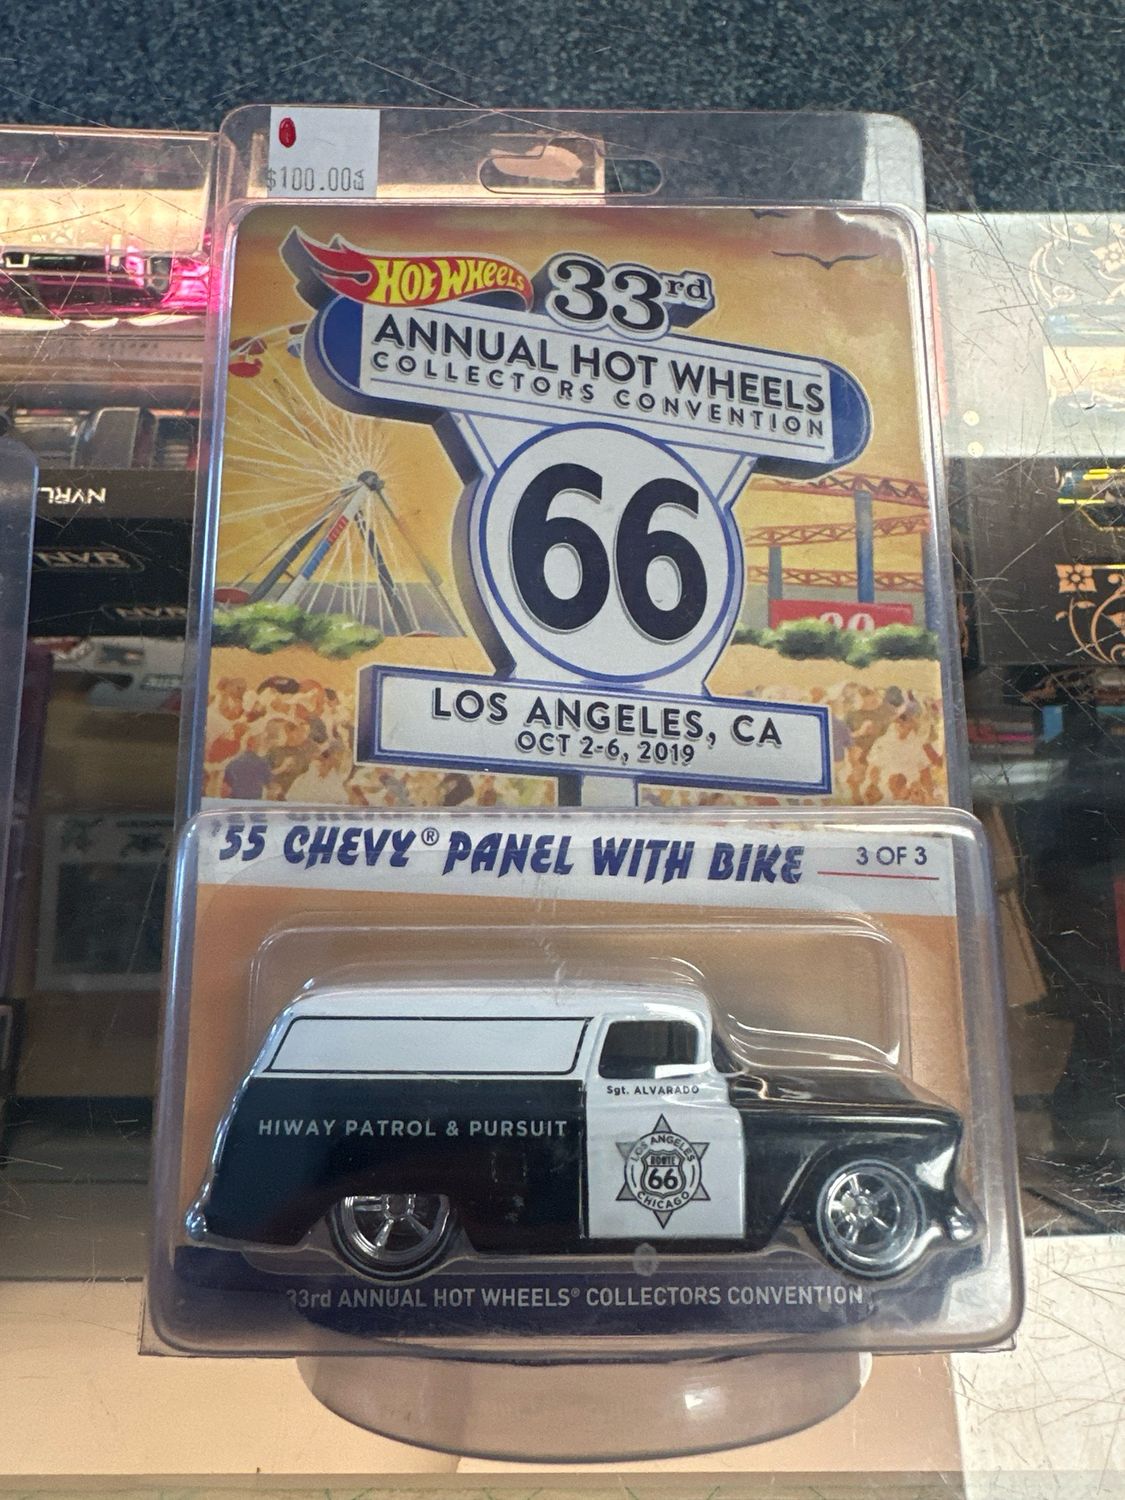 $100.00
HOT WHEELS
33rd
ANNUAL HOT WHEELS
COLLECTORS CONVENTION
66
LOS ANGELES, CA
OCT 2-6, 2019
'55 CHEVY® PANEL WITH BIKE
3 OF 3
Sgt. ALVARADO
HIWAY PATROL & PURSUIT
LOS ANGELES
ROUTE
66
CHICAGO
33rd ANNUAL HOT WHEELS® COLLECTORS CONVENTION